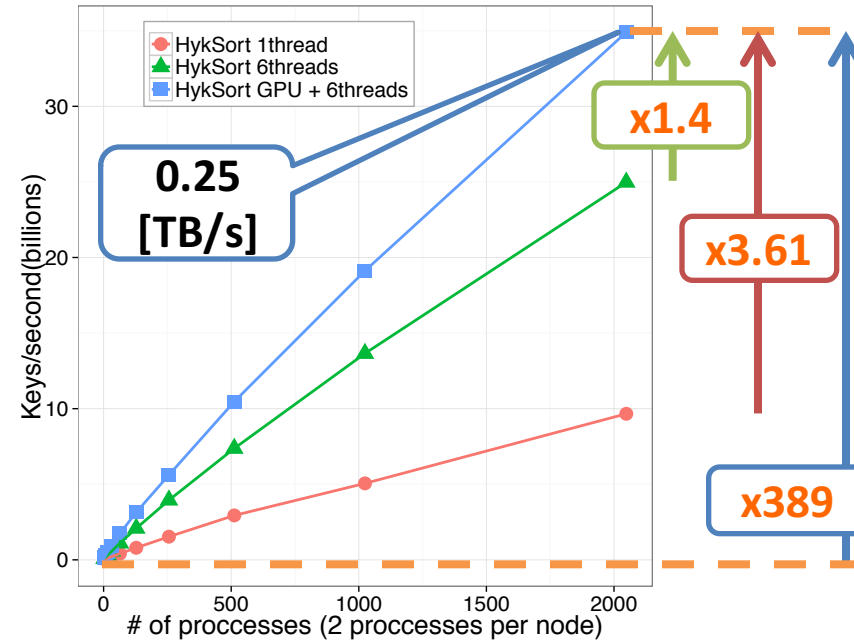 HykSort 1thread
HykSort 6threads
HykSort GPU + 6threads
0.25
[TB/s]
x1.4
x3.61
x389
Keys/second(billions)
30
20
10
0
0 500 1000 1500 2000
# of proccesses (2 proccesses per node)